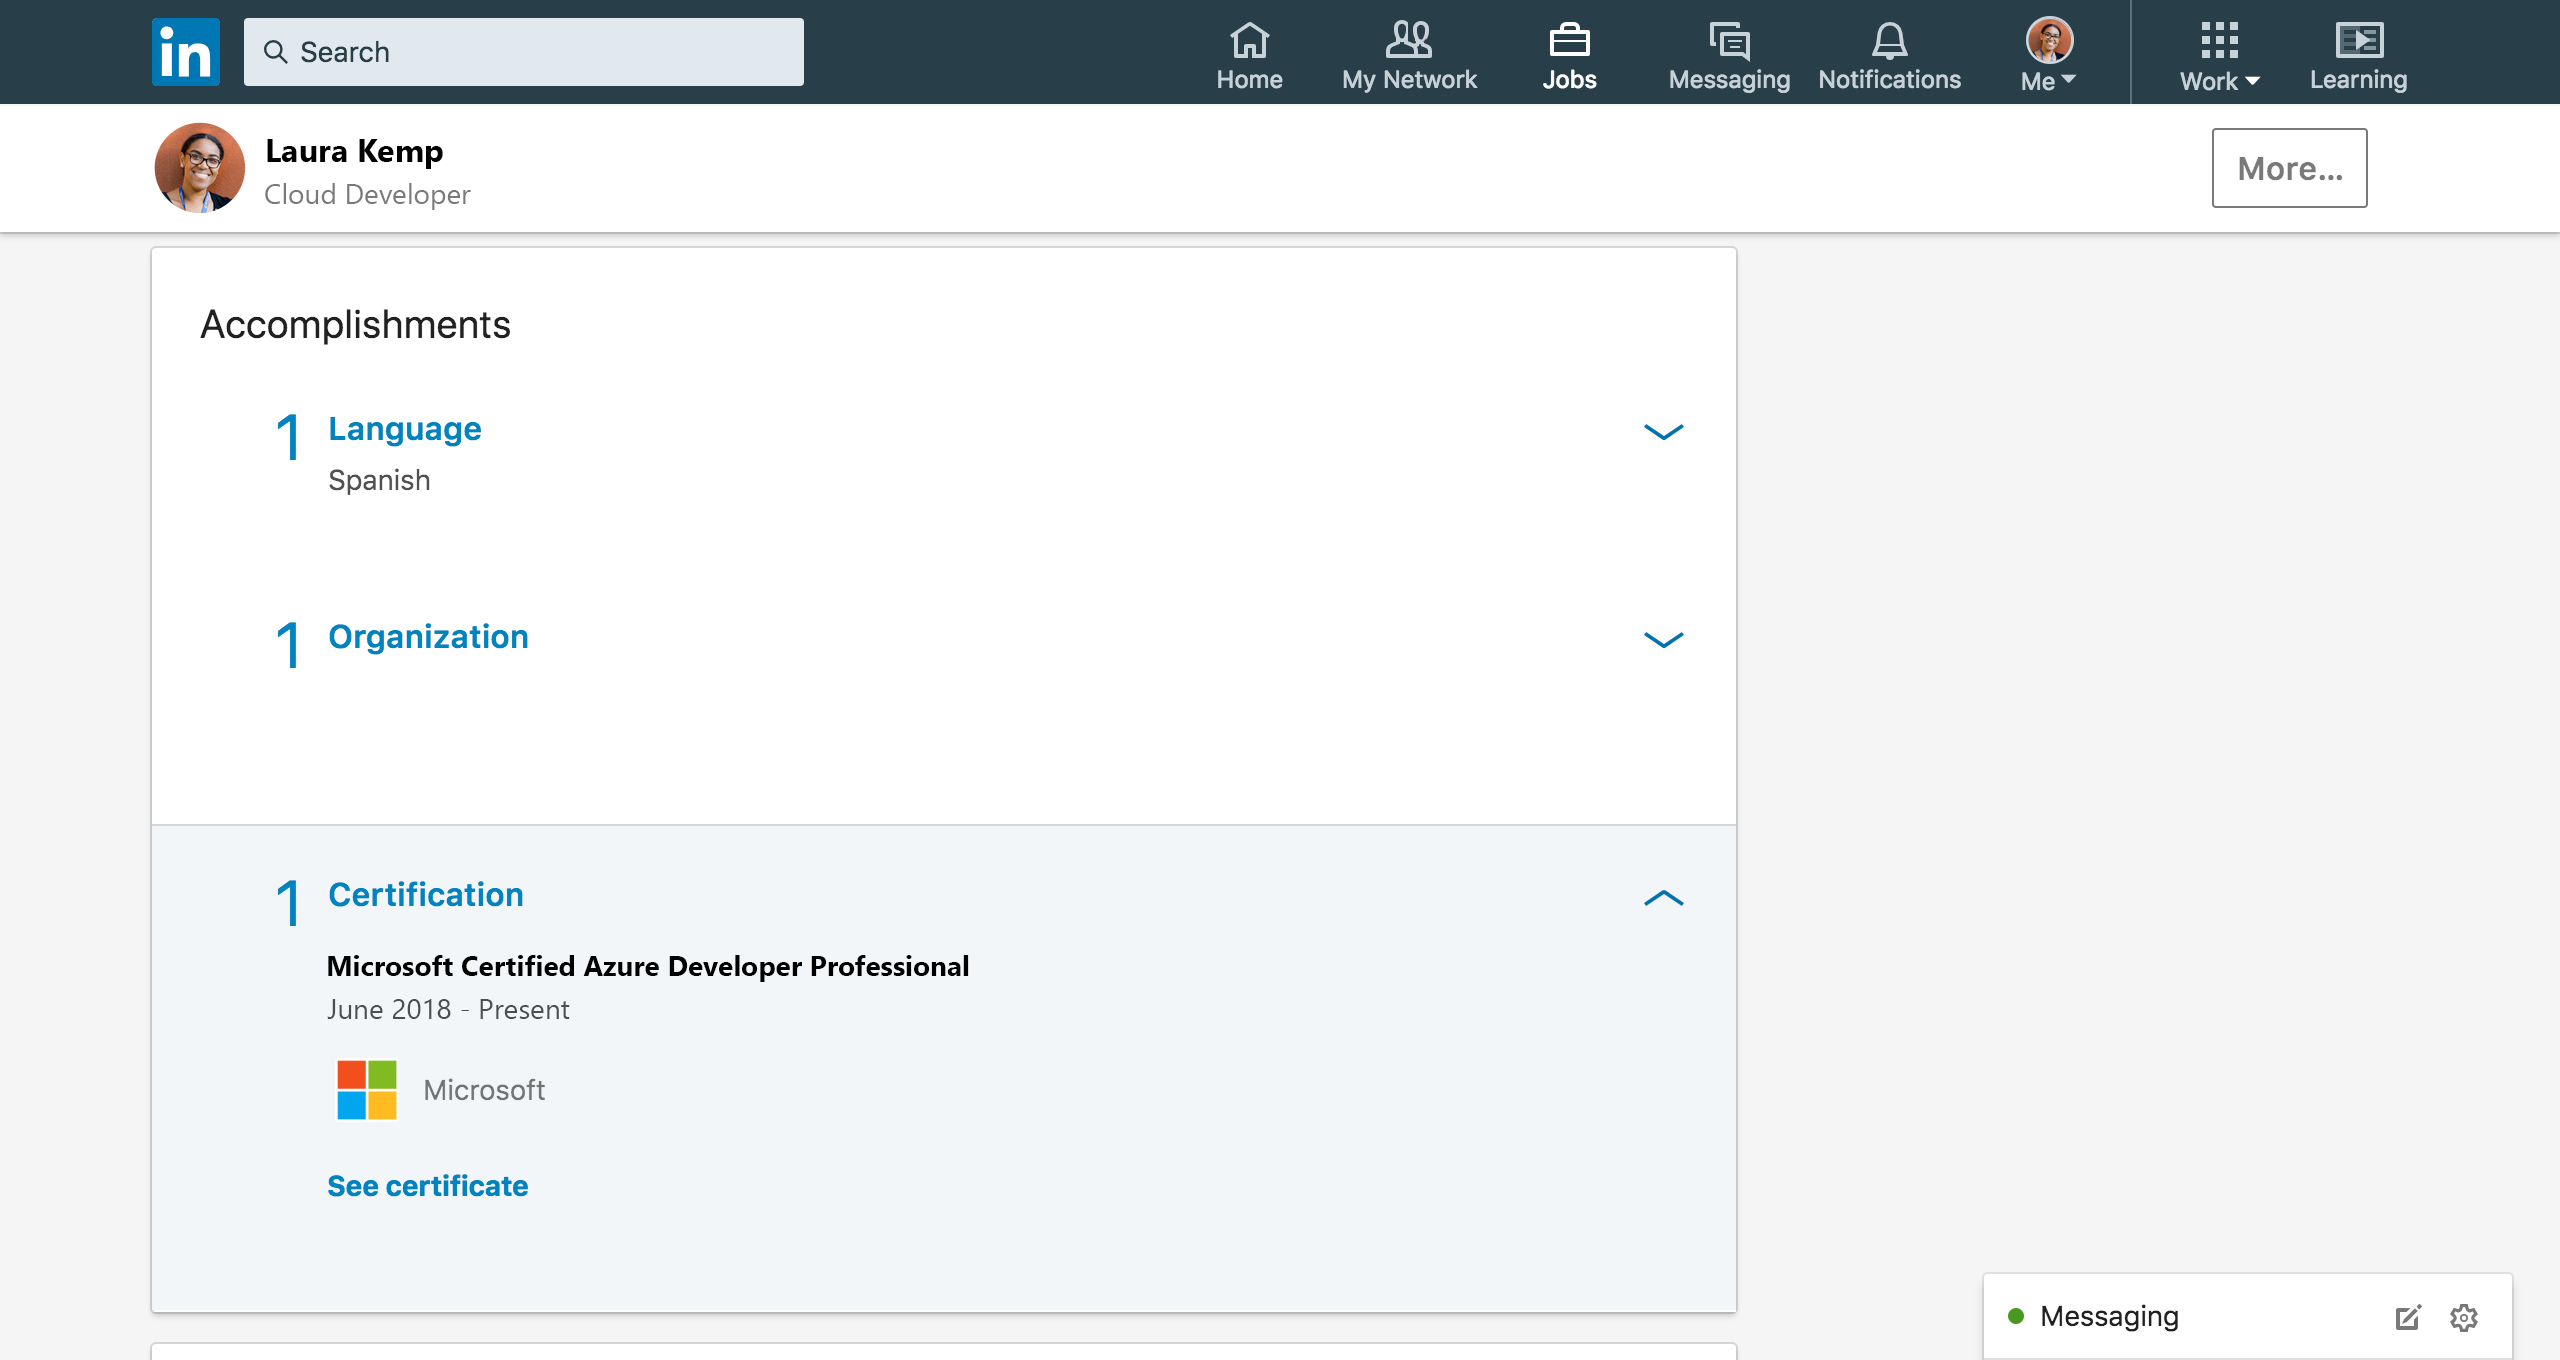 in
Search
Home
My Network
Jobs
Messaging
Notifications
Me
Work
Learning
Laura Kemp
Cloud Developer
More...
Accomplishments
1 Language
Spanish
1 Organization
1 Certification
Microsoft Certified Azure Developer Professional
June 2018 - Present
Microsoft
See certificate
Messaging